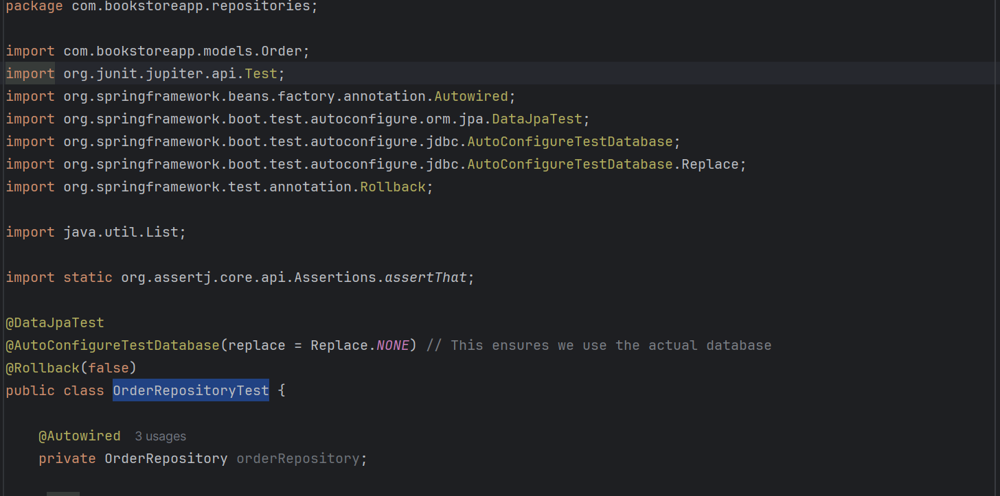 package com.bookstoreapp.repositories;
import com.bookstoreapp.models.Order;
import org.junit.jupiter.api.Test;
import org.springframework.beans.factory.annotation.Autowired;
import org.springframework.boot.test.autoconfigure.orm.jpa.DataJpaTest;
import org.springframework.boot.test.autoconfigure.jdbc.AutoConfigureTestDatabase;
import org.springframework.boot.test.autoconfigure.jdbc.AutoConfigureTestDatabase.Replace;
import org.springframework.test.annotation.Rollback;
import java.util.List;
import static org.assertj.core.api.Assertions.assertThat;
@DataJpaTest
@AutoConfigureTestDatabase(replace = Replace.NONE) // This ensures we use the actual database
@Rollback(false)
public class OrderRepositoryTest {
@Autowired 3 usages
private OrderRepository orderRepository;